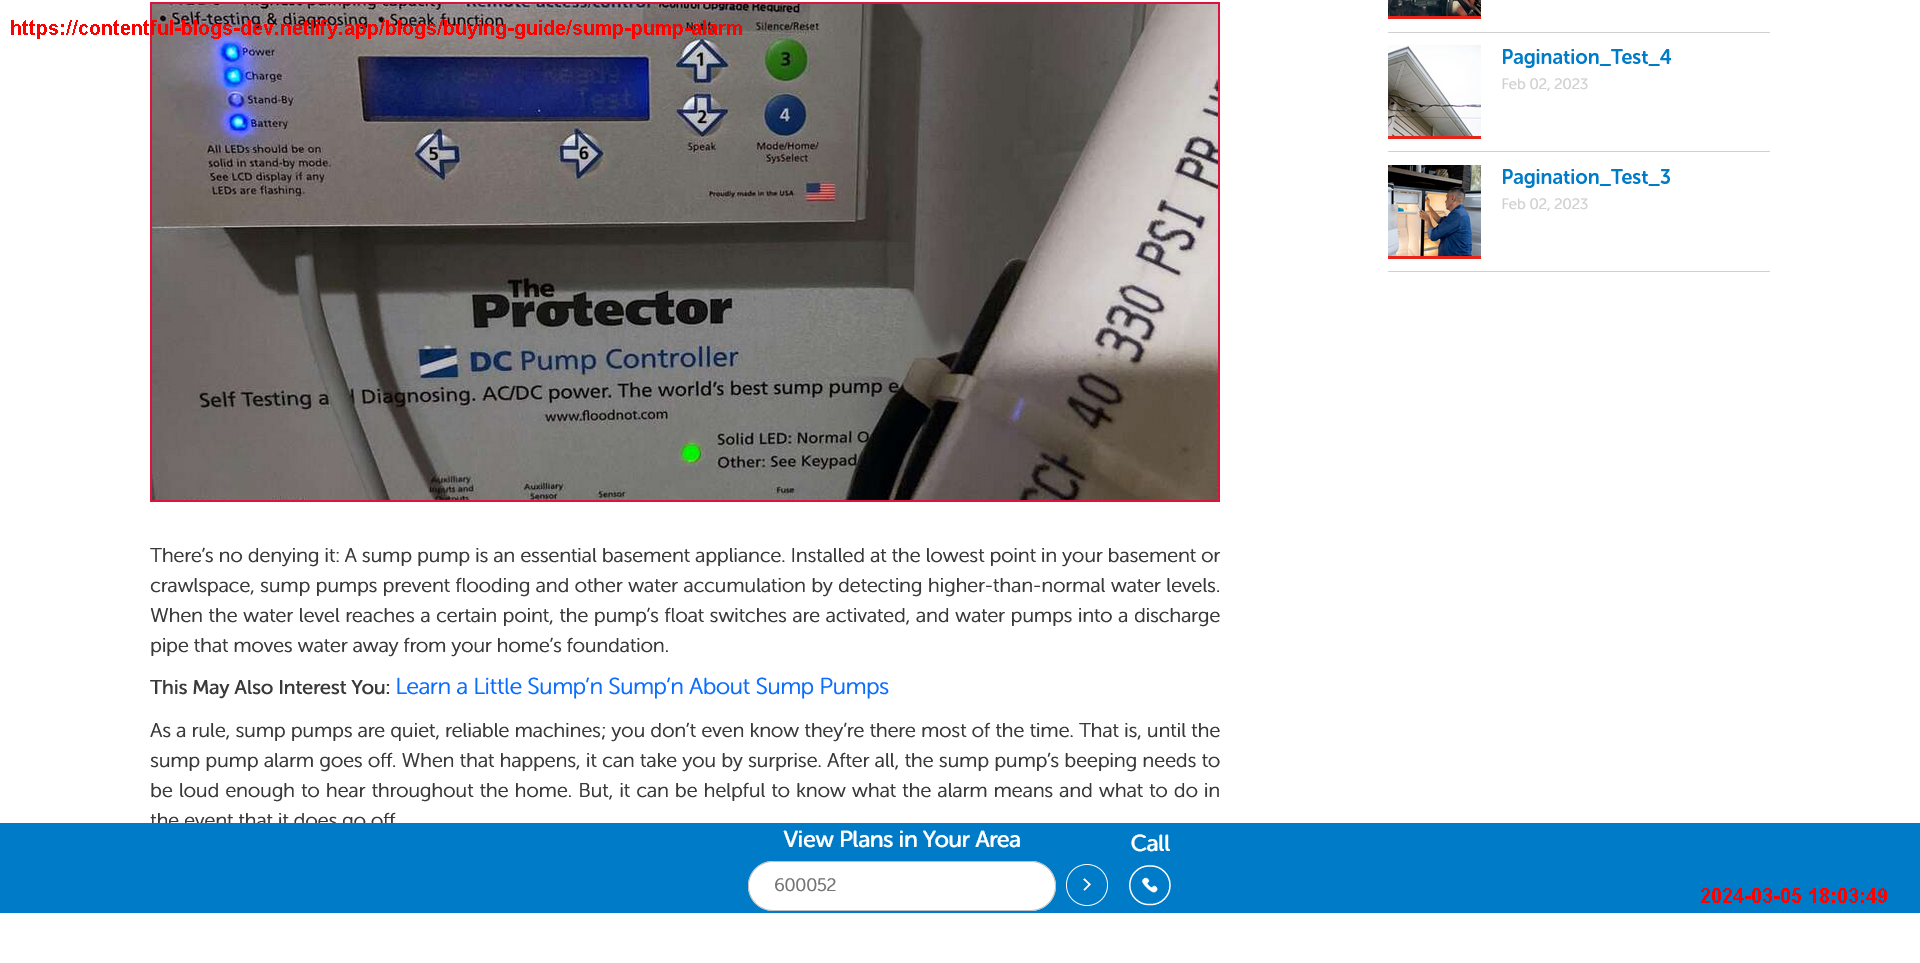 https://contentful-blogs-dev.netlify.app/blogs/buying-guide/sump-pump-alarm
pumping capacity
Remote access/control
Upgrade Required
• Self-testing & diagnosing • Speak function
Silence/Reset
Power
Charge
Stand-By
Battery
1
3
2
4
5
6
Test
All LEDs should be on
solid in stand-by mode.
See LCD display if any
LEDs are flashing.
Speak
Mode/Home/
SysSelect
Proudly made in the USA
The
Protector
DC Pump Controller
Self Testing a Diagnosing. AC/DC power. The world's best sump pump e
www.floodnot.com
Solid LED: Normal O
Other: See Keypad
Auxilliary
Inputs and
Outputs
Auxilliary
Sensor
Sensor
Fuse
40 330 PSI PR
Pagination_Test_4
Feb 02, 2023
Pagination_Test_3
Feb 02, 2023
There’s no denying it: A sump pump is an essential basement appliance. Installed at the lowest point in your basement or
crawlspace, sump pumps prevent flooding and other water accumulation by detecting higher-than-normal water levels.
When the water level reaches a certain point, the pump’s float switches are activated, and water pumps into a discharge
pipe that moves water away from your home’s foundation.
This May Also Interest You: Learn a Little Sump’n Sump’n About Sump Pumps
As a rule, sump pumps are quiet, reliable machines; you don’t even know they’re there most of the time. That is, until the
sump pump alarm goes off. When that happens, it can take you by surprise. After all, the sump pump’s beeping needs to
be loud enough to hear throughout the home. But, it can be helpful to know what the alarm means and what to do in
the event that it does go off.
View Plans in Your Area
Call
600052
2024-03-05 18:03:49